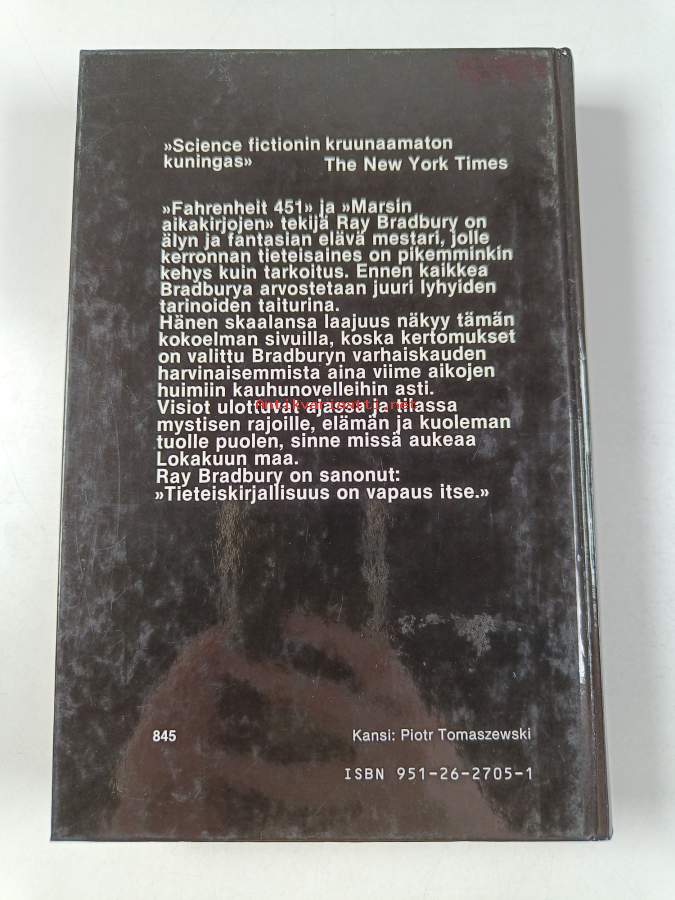 »Science fictionin kruunaamaton
kuningas»
The New York Times
»Fahrenheit 451» ja »Marsin
aikakirjojen» tekijä Ray Bradbury on
älyn ja fantasian elävä mestari, jolle
kerronnan tieteisaines on pikemminkin
kehys kuin tarkoitus. Ennen kaikkea
Bradburya arvostetaan juuri lyhyiden
tarinoiden taiturina.
Hänen skaalansa laajuus näkyy tämän
kokoelman sivuilla, koska kertomukset
on valittu Bradburyn varhaiskauden
harvinaisemmista aina viime aikojen
huimiin kauhunovelleihin asti.
Visiot ulottuvat ajassa ja tilassa
Antikvariaatti.net
mystisen rajoille, elämän ja kuoleman
tuolle puolen, sinne missä aukeaa
Lokakuun maa.
Ray Bradbury on sanonut:
»Tieteiskirjallisuus on vapaus itse.»
845
Kansi: Piotr Tomaszewski
ISBN 951-26-2705-1